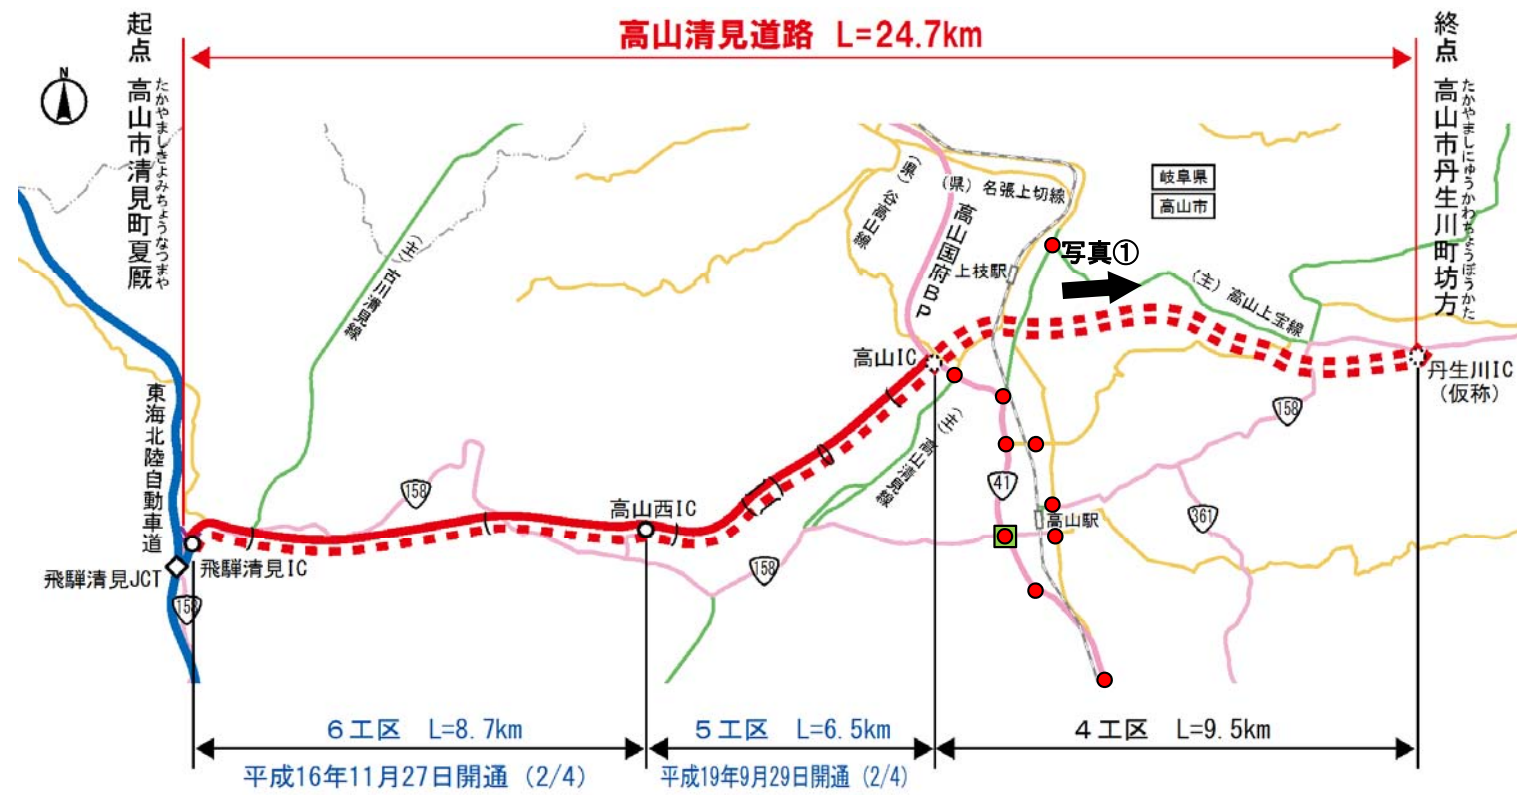 高山清見道路 L=24.7km
起点
高山市清見町夏厩
たかやましきよみちょうなつまや
終点
高山市丹生川町坊方
たかやましにゅうかわちょうぼうかた
N
岐阜県
高山市
(県)谷高山線
(県)名張上切線
高山国府BP
上枝駅
写真①
(主)高山上宝線
(主)古川清見線
高山IC
丹生川IC
(仮称)
158
(主)高山清見線
東海北陸自動車道
158
41
高山西IC
高山駅
361
飛騨清見JCT
飛騨清見IC
158
158
6工区 L=8.7km
5工区 L=6.5km
4工区 L=9.5km
平成16年11月27日開通(2/4)
平成19年9月29日開通(2/4)